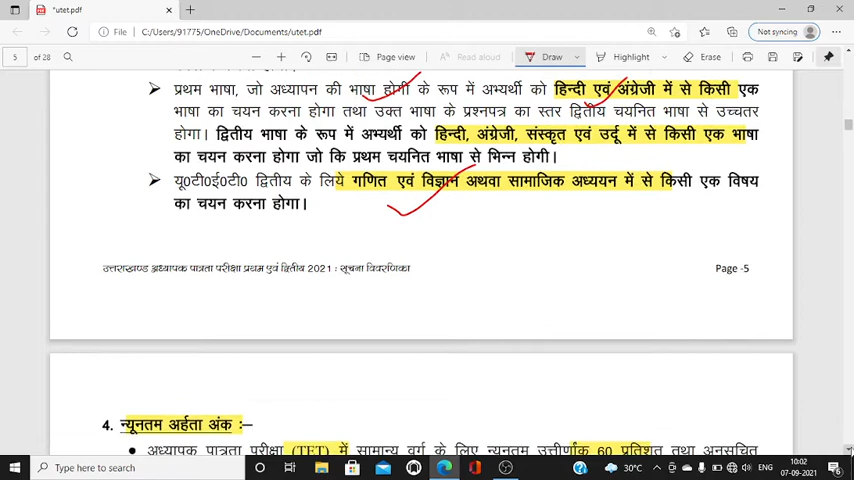 *utet.pdf
File
C:/Users/91775/OneDrive/Documents/utet.pdf
Not syncing
5 of 28
Page view
Read aloud
Draw
Highlight
Erase
प्रथम भाषा, जो अध्यापन की भाषा होगी के रूप में अभ्यर्थी को हिन्दी एवं अंग्रेजी में से किसी एक
भाषा का चयन करना होगा तथा उक्त भाषा के प्रश्नपत्र का स्तर द्वितीय चयनित भाषा से उच्चतर
होगा। द्वितीय भाषा के रूप में अभ्यर्थी को हिन्दी, अंग्रेजी, संस्कृत एवं उर्दू में से किसी एक भाषा
का चयन करना होगा जो कि प्रथम चयनित भाषा से भिन्न होगी।
यू0टी0ई0टी0 द्वितीय के लिये गणित एवं विज्ञान अथवा सामाजिक अध्ययन में से किसी एक विषय
का चयन करना होगा।
उत्तराखण्ड अध्यापक पात्रता परीक्षा प्रथम एवं द्वितीय 2021 : सूचना विवरणिका
Page -5
4. न्यूनतम अर्हता अंक :–
अध्यापक पात्रता परीक्षा (TET) में सामान्य वर्ग के लिए न्यूनतम उत्तीर्णांक 60 प्रतिशत तथा अनुसूचित
Type here to search
30°C
ENG
10:02
07-09-2021
6